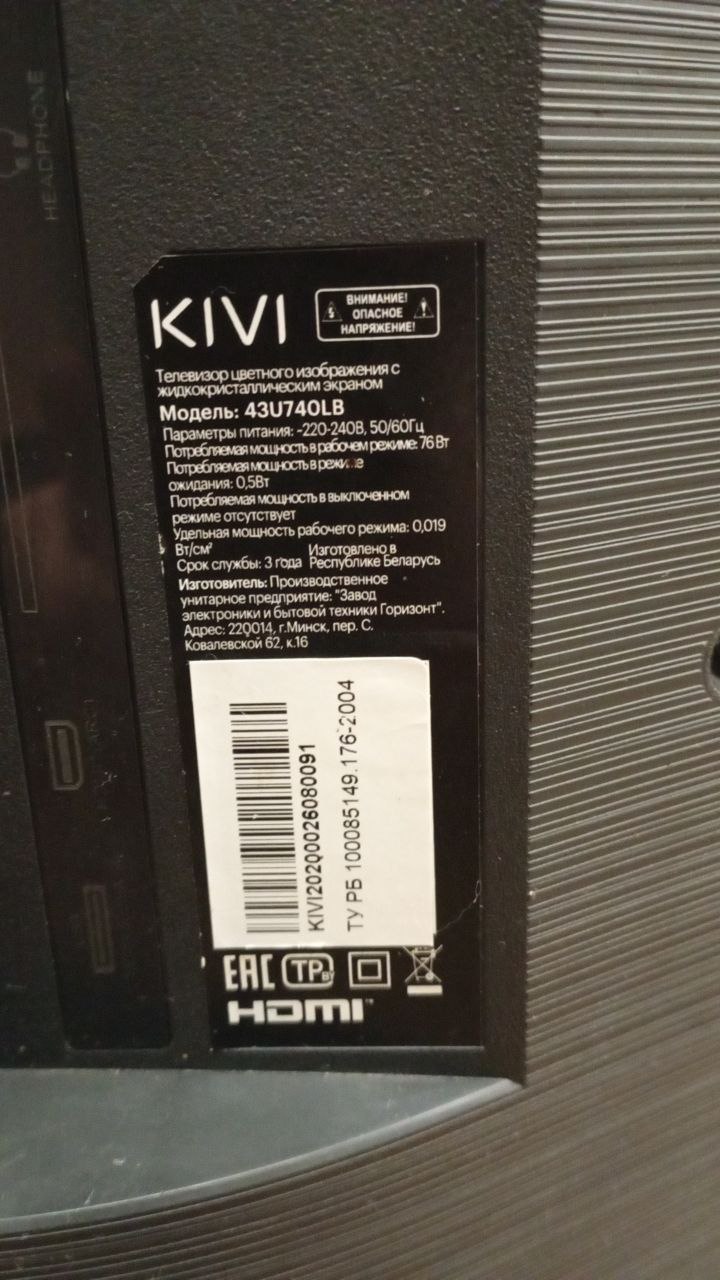 HEADPHONE
KIVI
ВНИМАНИЕ!
ОПАСНОЕ
НАПРЯЖЕНИЕ!
Телевизор цветного изображения с
жидкокристаллическим экраном
Модель: 43U740LB
Параметры питания: ~220-240В, 50/60Гц
Потребляемая мощность в рабочем режиме: 76 Вт
Потребляемая мощность в режиме
ожидания: 0,5Вт
Потребляемая мощность в выключенном
режиме отсутствует
Удельная мощность рабочего режима: 0,019
Вт/см²
Изготовлено в
Срок службы: 3 года Республике Беларусь
Изготовитель: Производственное
унитарное предприятие: "Завод
электроники и бытовой техники Горизонт".
Адрес: 220014, г.Минск, пер. С.
Ковалевской 62, к.16
KIVI20200026080091
ТУ РБ 100085149.176-2004
EAC TP BY
HDMI™